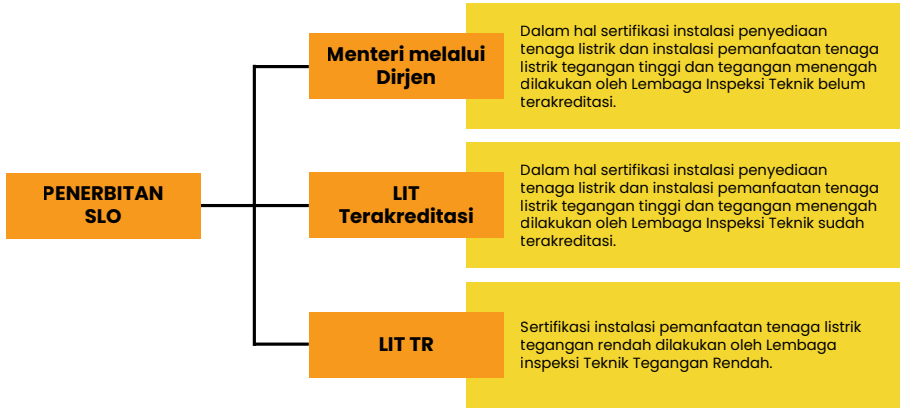 PENERBITAN
SLO
Menteri melalui
Dirjen
Dalam hal sertifikasi instalasi penyediaan
tenaga listrik dan instalasi pemanfaatan tenaga
listrik tegangan tinggi dan tegangan menengah
dilakukan oleh Lembaga Inspeksi Teknik belum
terakreditasi.
LIT
Terakreditasi
Dalam hal sertifikasi instalasi penyediaan
tenaga listrik dan instalasi pemanfaatan tenaga
listrik tegangan tinggi dan tegangan menengah
dilakukan oleh Lembaga Inspeksi Teknik sudah
terakreditasi.
LIT TR
Sertifikasi instalasi pemanfaatan tenaga listrik
tegangan rendah dilakukan oleh Lembaga
inspeksi Teknik Tegangan Rendah.